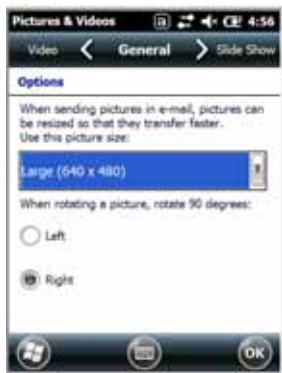 Pictures & Videos 4:56
Video General Slide Show
Options
When sending pictures in e-mail, pictures can
be resized so that they transfer faster.
Use this picture size:
Large (640 x 480)
When rotating a picture, rotate 90 degrees:
Left
Right
OK